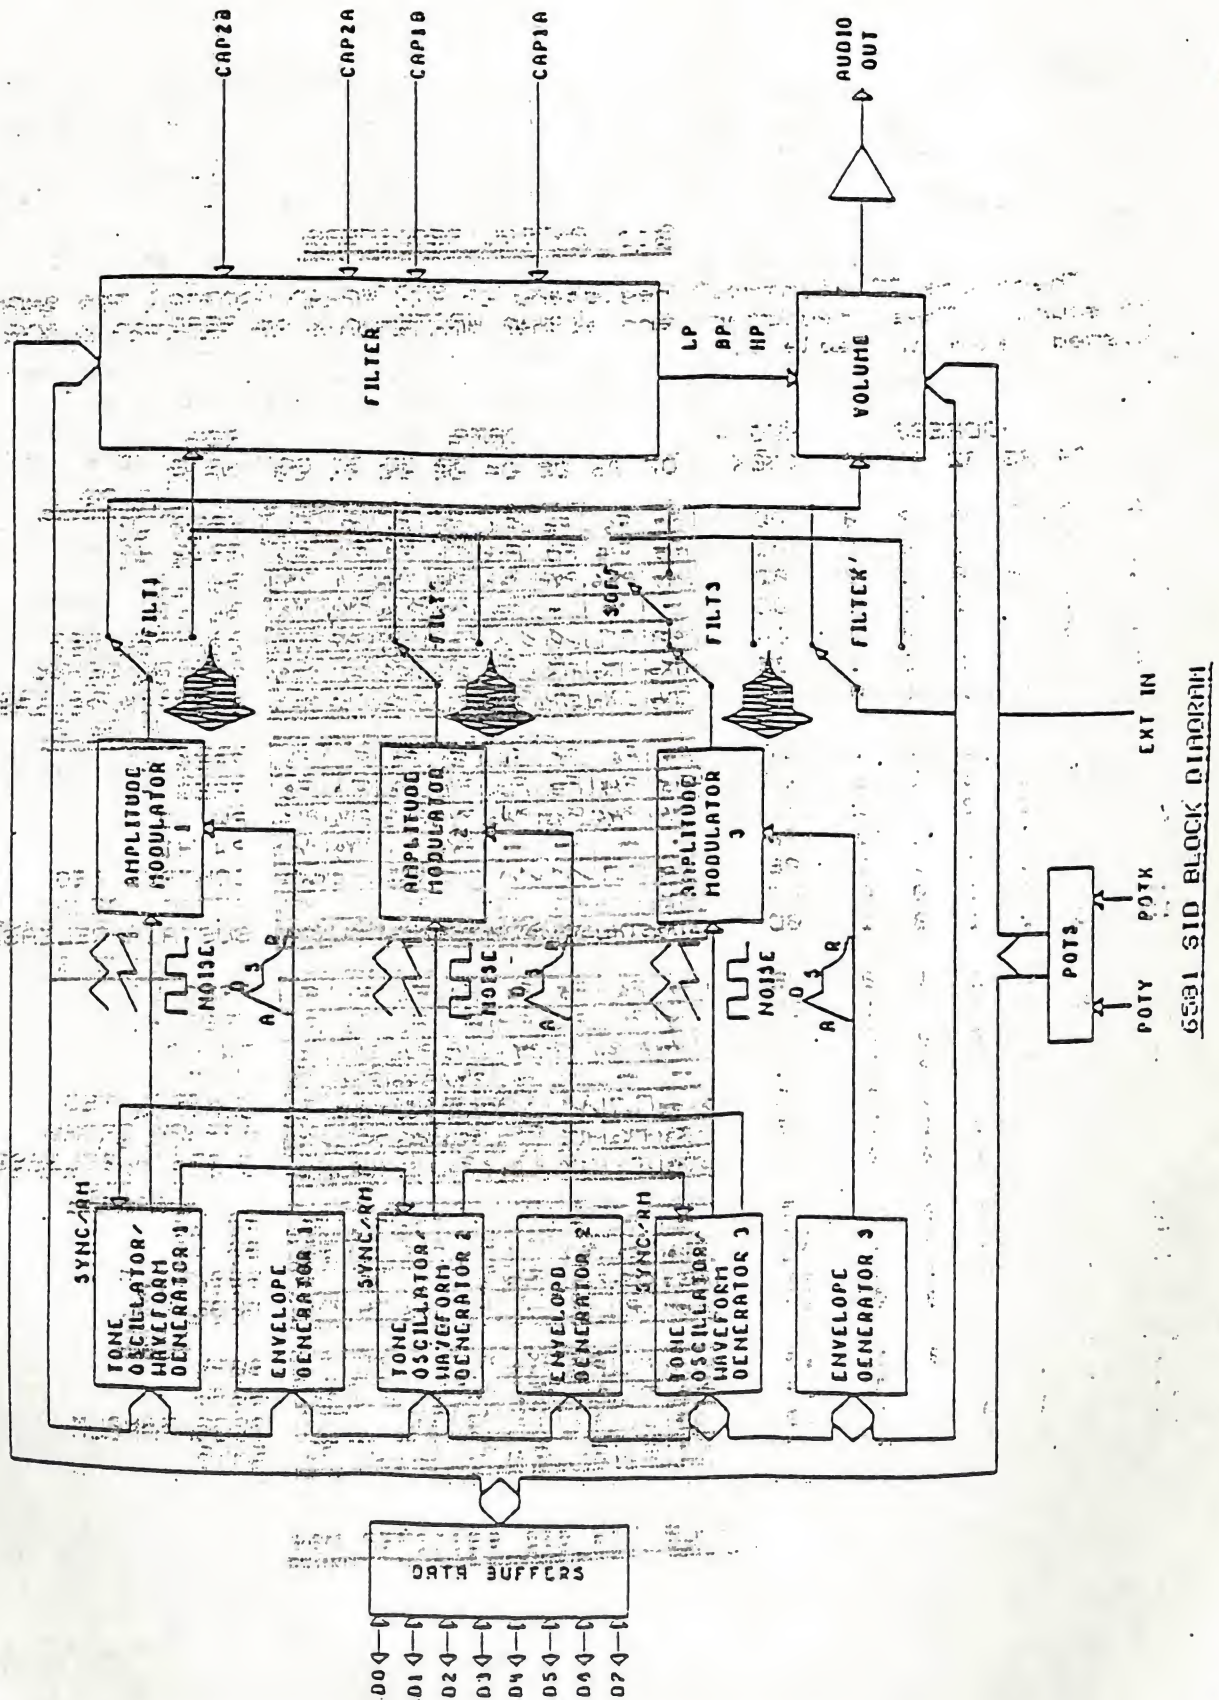 CAP2B
CAP2A
CAP1B
CAP1A
AUDIO
OUT
FILTER
LP
BP
HP
VOLUME
FILT1
FILT3
EXT IN
AMPLITUDE
MODULATOR
1
AMPLITUDE
MODULATOR
2
AMPLITUDE
MODULATOR
3
NOISE
A D S R
NOISE
A D S R
NOISE
A D S R
SYNC/RM
TONE
OSCILLATOR/
WAVEFORM
GENERATOR 1
ENVELOPE
GENERATOR 1
SYNC/RM
TONE
OSCILLATOR/
WAVEFORM
GENERATOR 2
ENVELOPE
GENERATOR 2
SYNC/RM
TONE
OSCILLATOR/
WAVEFORM
GENERATOR 3
ENVELOPE
GENERATOR 3
POTS
POTY
POTX
DATA BUFFERS
D0
D1
D2
D3
D4
D5
D6
D7
6581 SID BLOCK DIAGRAM